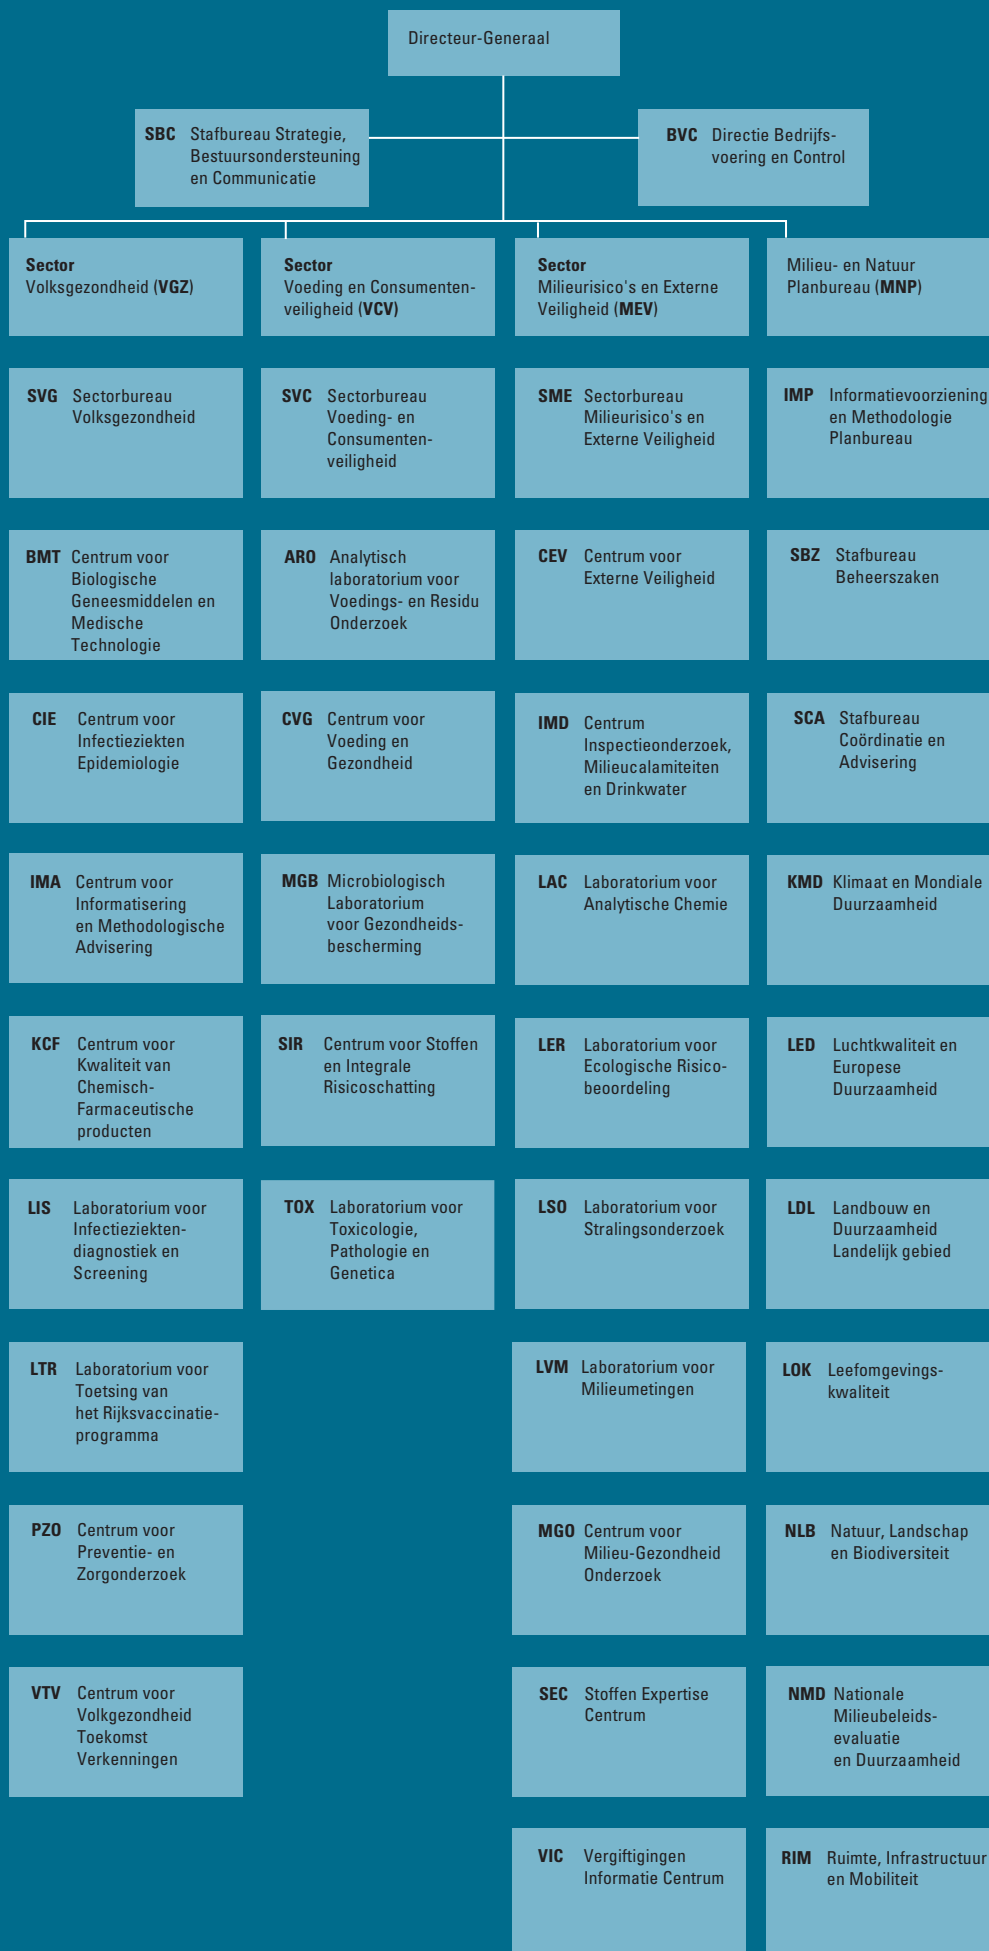 Directeur-Generaal
SBC Stafbureau Strategie,
Bestuursondersteuning
en Communicatie
BVC Directie Bedrijfs-
voering en Control
Sector
Volksgezondheid (VGZ)
Sector
Voeding en Consumenten-
veiligheid (VCV)
Sector
Milieurisico's en Externe
Veiligheid (MEV)
Milieu- en Natuur
Planbureau (MNP)
SVG Sectorbureau
Volksgezondheid
SVC Sectorbureau
Voeding- en
Consumenten-
veiligheid
SME Sectorbureau
Milieurisico's en
Externe Veiligheid
IMP Informatievoorziening
en Methodologie
Planbureau
BMT Centrum voor
Biologische
Geneesmiddelen en
Medische
Technologie
ARO Analytisch
laboratorium voor
Voedings- en Residu
Onderzoek
CEV Centrum voor
Externe Veiligheid
SBZ Stafbureau
Beheerszaken
CIE Centrum voor
Infectieziekten
Epidemiologie
CVG Centrum voor
Voeding en
Gezondheid
IMD Centrum
Inspectieonderzoek,
Milieucalamiteiten
en Drinkwater
SCA Stafbureau
Coördinatie en
Advisering
IMA Centrum voor
Informatisering
en Methodologische
Advisering
MGB Microbiologisch
Laboratorium
voor Gezondheids-
bescherming
LAC Laboratorium voor
Analytische Chemie
KMD Klimaat en Mondiale
Duurzaamheid
KCF Centrum voor
Kwaliteit van
Chemisch-
Farmaceutische
producten
SIR Centrum voor Stoffen
en Integrale
Risicoschatting
LER Laboratorium voor
Ecologische Risico-
beoordeling
LED Luchtkwaliteit en
Europese
Duurzaamheid
LIS Laboratorium voor
Infectieziekten-
diagnostiek en
Screening
TOX Laboratorium voor
Toxicologie,
Pathologie en
Genetica
LSO Laboratorium voor
Stralingsonderzoek
LDL Landbouw en
Duurzaamheid
Landelijk gebied
LTR Laboratorium voor
Toetsing van
het Rijksvaccinatie-
programma
LVM Laboratorium voor
Milieumetingen
LOK Leefomgevings-
kwaliteit
PZO Centrum voor
Preventie- en
Zorgonderzoek
MGO Centrum voor
Milieu-Gezondheid
Onderzoek
NLB Natuur, Landschap
en Biodiversiteit
VTV Centrum voor
Volkgezondheid
Toekomst
Verkenningen
SEC Stoffen Expertise
Centrum
NMD Nationale
Milieubeleids-
evaluatie
en Duurzaamheid
VIC Vergiftigingen
Informatie Centrum
RIM Ruimte, Infrastructuur
en Mobiliteit